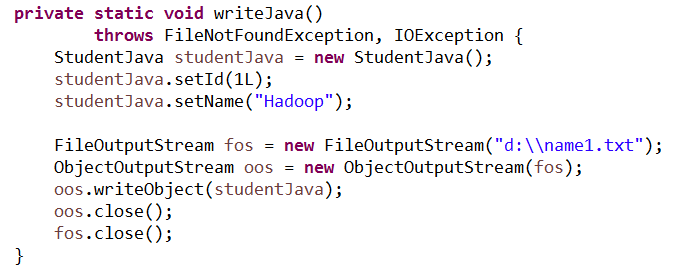 private static void writeJava()
throws FileNotFoundException, IOException {
StudentJava studentJava = new StudentJava();
studentJava.setId(1L);
studentJava.setName("Hadoop");
FileOutputStream fos = new FileOutputStream("d:\\name1.txt");
ObjectOutputStream oos = new ObjectOutputStream(fos);
oos.writeObject(studentJava);
oos.close();
fos.close();
}